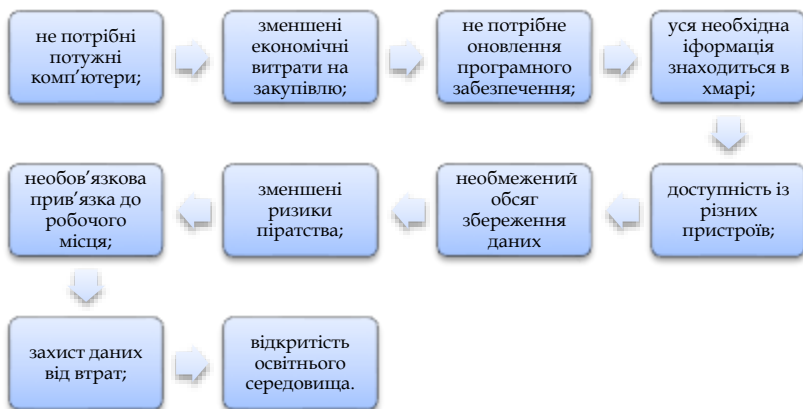 не потрібні
потужні
комп’ютери;
зменшені
економічні
витрати на
закупівлю;
не потрібне
оновлення
програмного
забезпечення;
уся необхідна
іформація
знаходиться в
хмарі;
доступність із
різних
пристроїв;
необмежений
обсяг
збереження
даних
зменшені
ризики
піратства;
необов’язкова
прив’язка до
робочого
місця;
захист даних
від втрат;
відкритість
освітнього
середовища.